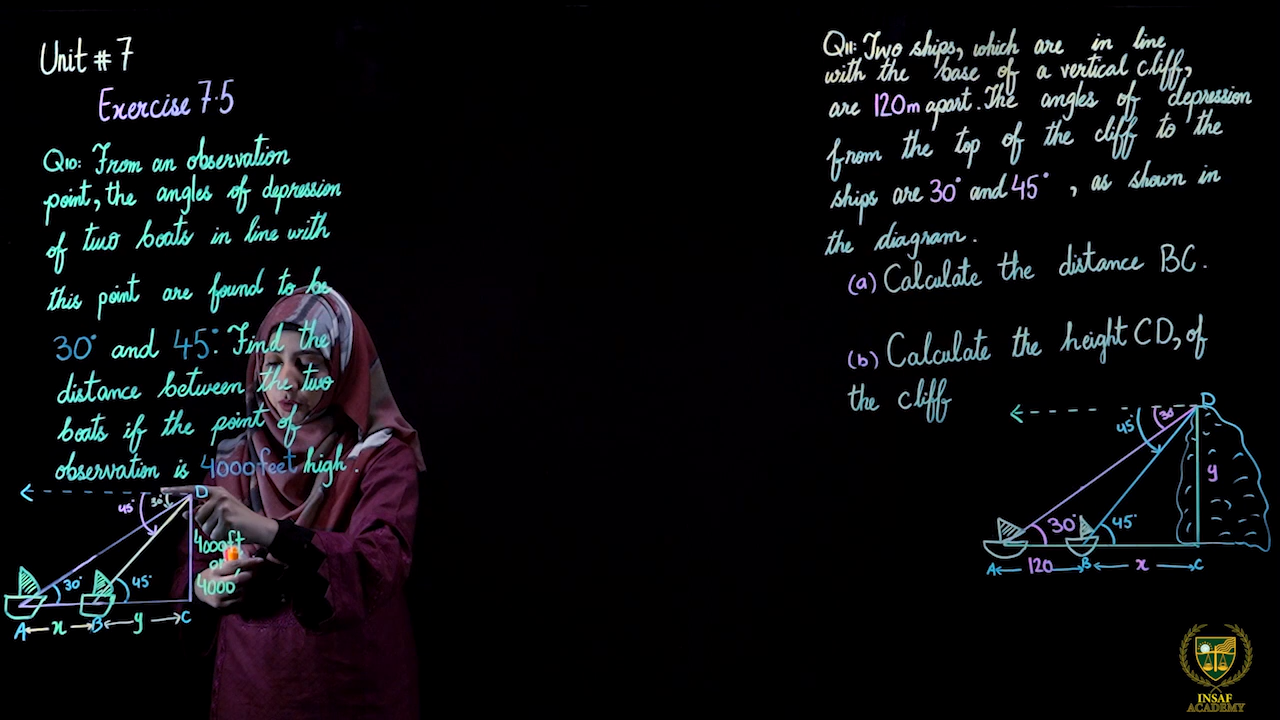 Unit # 7
Exercise 7.5
Q10: From an observation
point, the angles of depression
of two boats in line with
this point are found to be
30° and 45°. Find the
distance between the two
boats if the point of
observation is 4000 feet high.
D
45°
30°
4000ft
or
4000'
30°
45°
A x B y C
Q11: Two ships, which are in line
with the base of a vertical cliff,
are 120m apart. The angles of depression
from the top of the cliff to the
ships are 30° and 45°, as shown in
the diagram.
(a) Calculate the distance BC.
(b) Calculate the height CD, of
the cliff
D
45°
30°
y
30°
45°
A 120 B x C
INSAF
ACADEMY